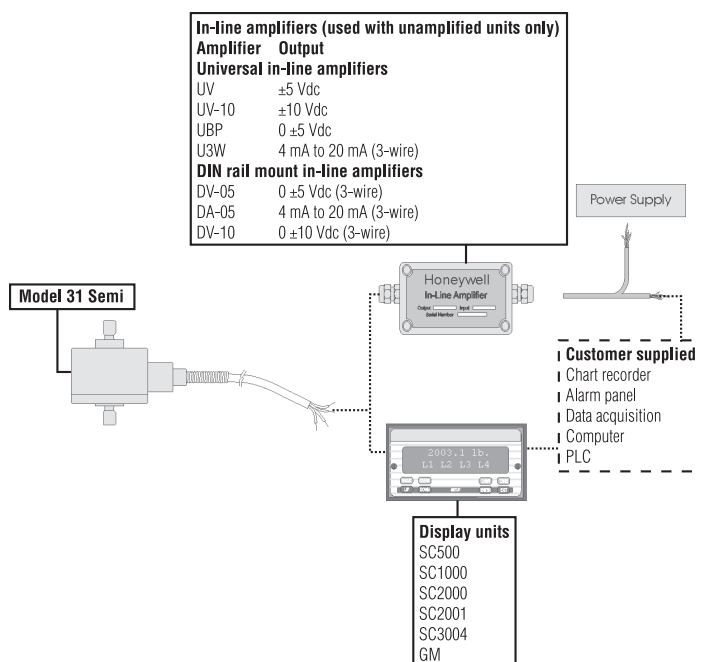 In-line amplifiers (used with unamplified units only)
Amplifier Output
Universal in-line amplifiers
UV ±5 Vdc
UV-10 ±10 Vdc
UBP 0 ±5 Vdc
U3W 4 mA to 20 mA (3-wire)
DIN rail mount in-line amplifiers
DV-05 0 ±5 Vdc (3-wire)
DA-05 4 mA to 20 mA (3-wire)
DV-10 0 ±10 Vdc (3-wire)
Power Supply
Honeywell
In-Line Amplifier
Output Input
Serial Number
Model 31 Semi
Customer supplied
Chart recorder
Alarm panel
Data acquisition
Computer
PLC
2003.1 lb.
L1 L2 L3 L4
UP DOWN SETUP ENTER EXIT
Display units
SC500
SC1000
SC2000
SC2001
SC3004
GM